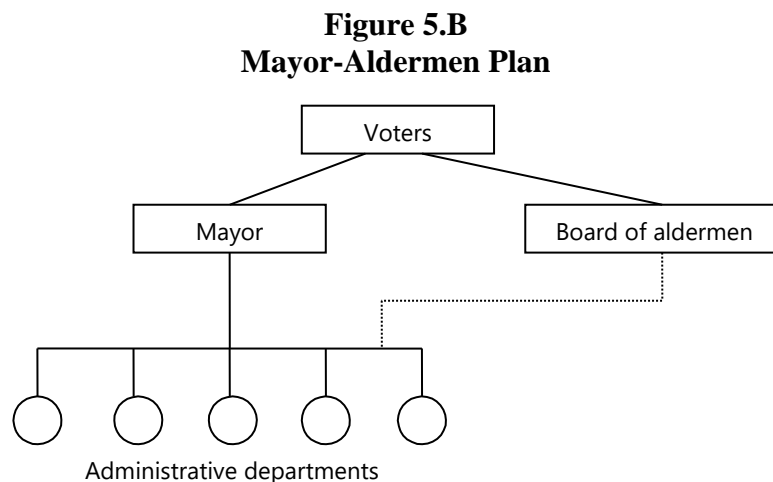 Figure 5.B
Mayor-Aldermen Plan
Voters
Mayor
Board of aldermen
Administrative departments